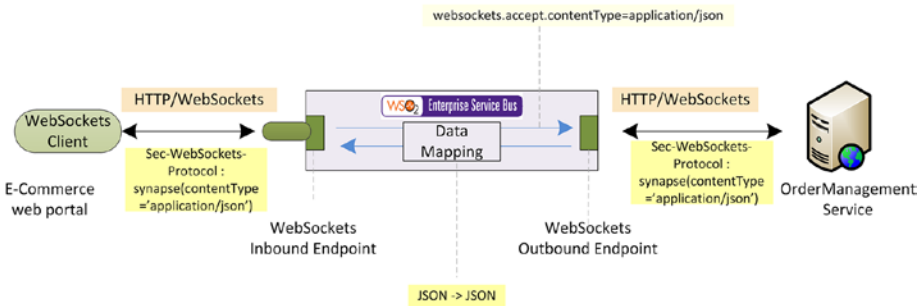 websockets.accept.contentType=application/json
HTTP/WebSockets
WSO2 Enterprise Service Bus
HTTP/WebSockets
WebSockets
Client
Data
Mapping
Sec-WebSockets-
Protocol :
synapse(contentType
='application/json')
Sec-WebSockets-
Protocol :
synapse(contentType
='application/json')
E-Commerce
web portal
WebSockets
Inbound Endpoint
WebSockets
Outbound Endpoint
OrderManagement
Service
JSON -> JSON